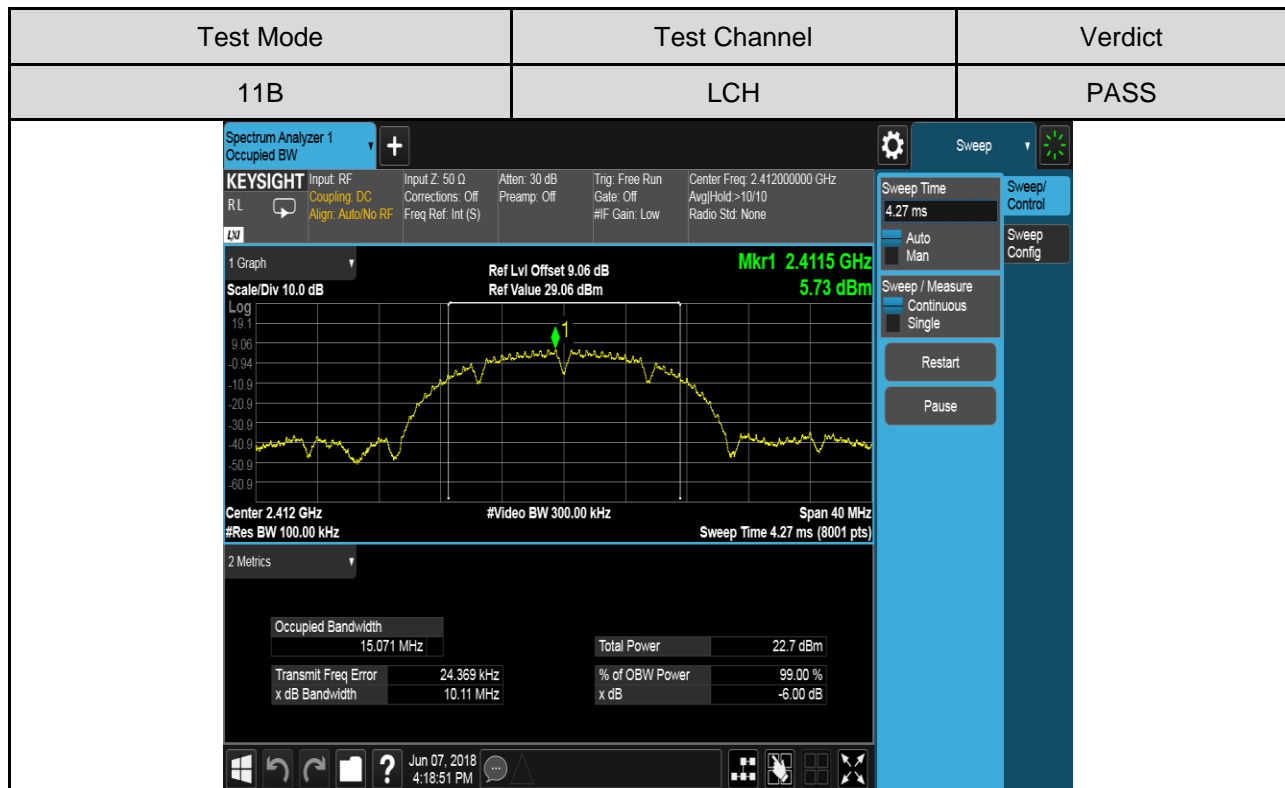 Test Mode Test Channel Verdict
11B LCH PASS
Spectrum Analyzer 1
Occupied BW
+
Sweep
KEYSIGHT Input: RF Input Z: 50 Ω Atten: 30 dB Trig: Free Run Center Freq: 2.412000000 GHz
RL Coupling: DC Corrections: Off Preamp: Off Gate: Off Avg|Hold:>10/10
Align: Auto/No RF Freq Ref: Int (S) #IF Gain: Low Radio Std: None
LXI
Sweep Time
4.27 ms
Auto
Man
Sweep / Measure
Continuous
Single
Restart
Pause
Sweep/
Control
Sweep
Config
1 Graph
Ref Lvl Offset 9.06 dB
Mkr1 2.4115 GHz
Scale/Div 10.0 dB Ref Value 29.06 dBm 5.73 dBm
Log
19.1
9.06
-0.94
-10.9
-20.9
-30.9
-40.9
-50.9
-60.9
1
Center 2.412 GHz #Video BW 300.00 kHz Span 40 MHz
#Res BW 100.00 kHz Sweep Time 4.27 ms (8001 pts)
2 Metrics
Occupied Bandwidth
15.071 MHz Total Power 22.7 dBm
Transmit Freq Error 24.369 kHz % of OBW Power 99.00 %
x dB Bandwidth 10.11 MHz x dB -6.00 dB
?
Jun 07, 2018
4:18:51 PM